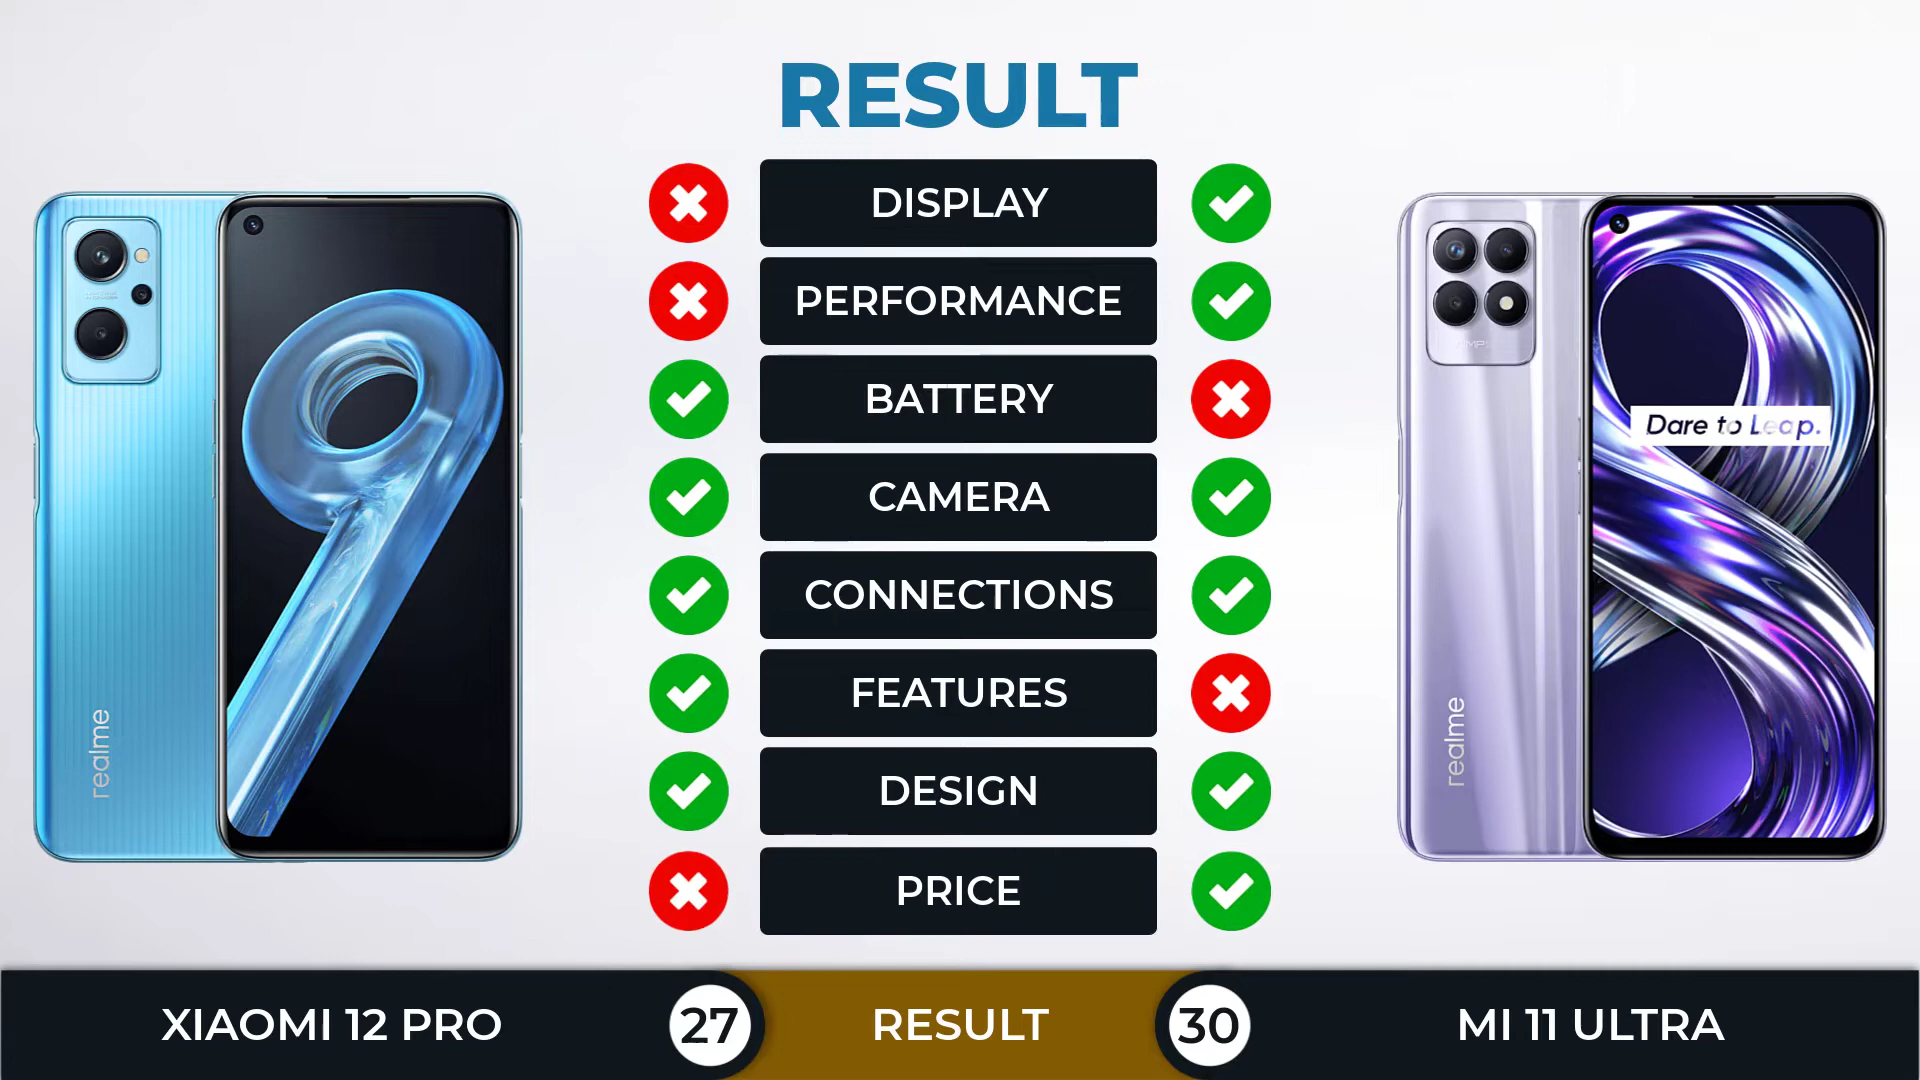 RESULT
DISPLAY
PERFORMANCE
BATTERY
CAMERA
CONNECTIONS
FEATURES
DESIGN
PRICE
realme
Dare to Leap.
realme
XIAOMI 12 PRO
27
RESULT
30
MI 11 ULTRA